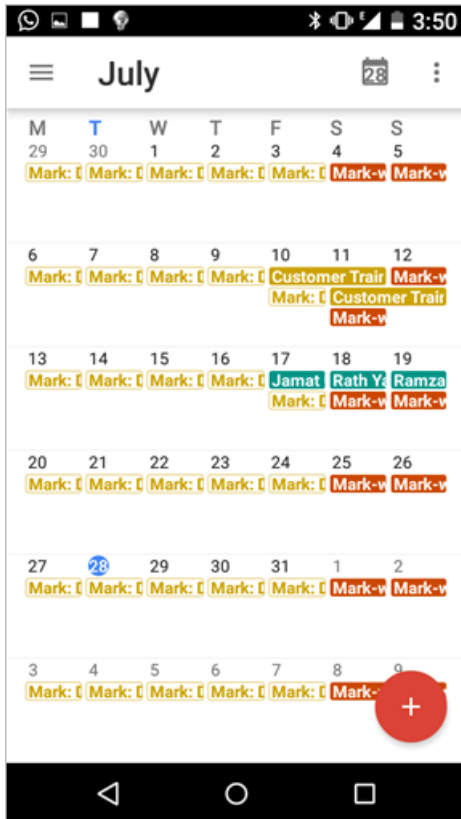 3:50
July 28
M T W T F S S
29 30 1 2 3 4 5
Mark: Mark: Mark: Mark: Mark: Mark-w Mark-w
6 7 8 9 10 11 12
Mark: Mark: Mark: Mark: Customer Train Mark-w
Mark: Customer Train
Mark-w
13 14 15 16 17 18 19
Mark: Mark: Mark: Mark: Jamat Rath Ya Ramza
Mark: Mark-w Mark-w
20 21 22 23 24 25 26
Mark: Mark: Mark: Mark: Mark: Mark-w Mark-w
27 28 29 30 31 1 2
Mark: Mark: Mark: Mark: Mark: Mark-w Mark-w
3 4 5 6 7 8 9
Mark: Mark: Mark: Mark: Mark: Mark-